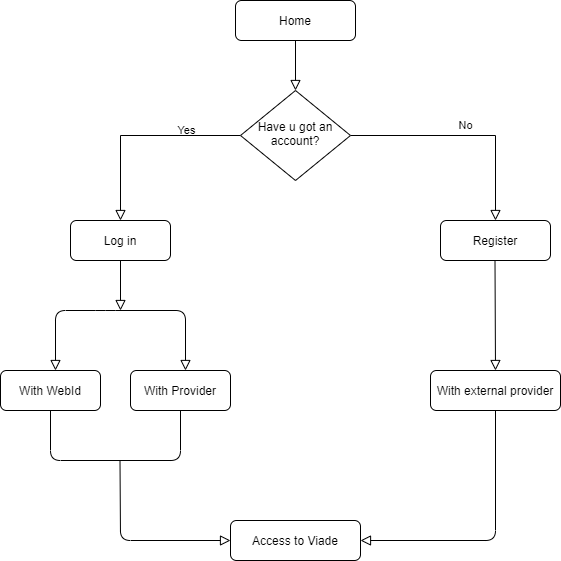 Home
Have u got an
account?
Yes
No
Log in
Register
With WebId
With Provider
With external provider
Access to Viade